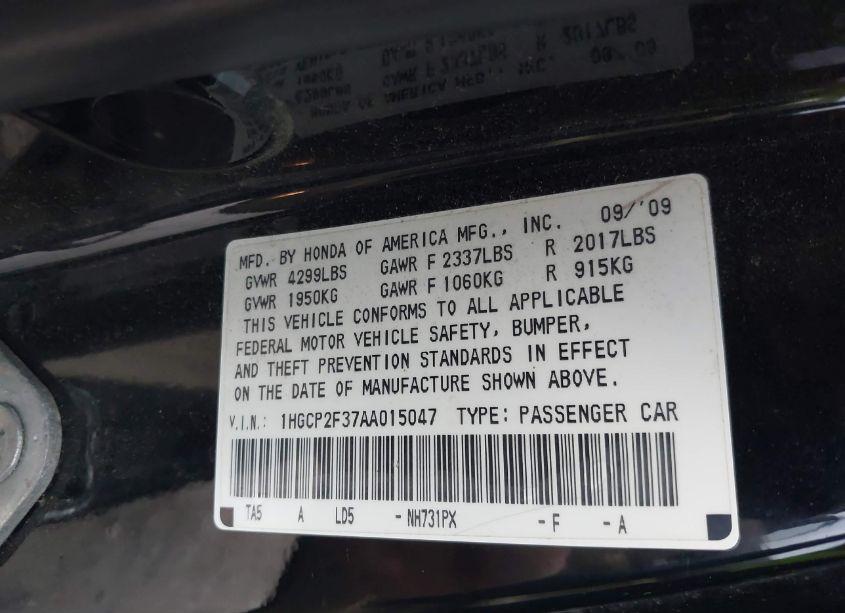 MFD. BY HONDA OF AMERICA MFG., INC. 09/'09
GVWR 4299LBS GAWR F 2337LBS R 2017LBS
GVWR 1950KG GAWR F 1060KG R 915KG
THIS VEHICLE CONFORMS TO ALL APPLICABLE
FEDERAL MOTOR VEHICLE SAFETY, BUMPER,
AND THEFT PREVENTION STANDARDS IN EFFECT
ON THE DATE OF MANUFACTURE SHOWN ABOVE.
V.I.N.: 1HGCP2F37AA015047 TYPE: PASSENGER CAR
TA5 A LD5 -NH731PX -F -A